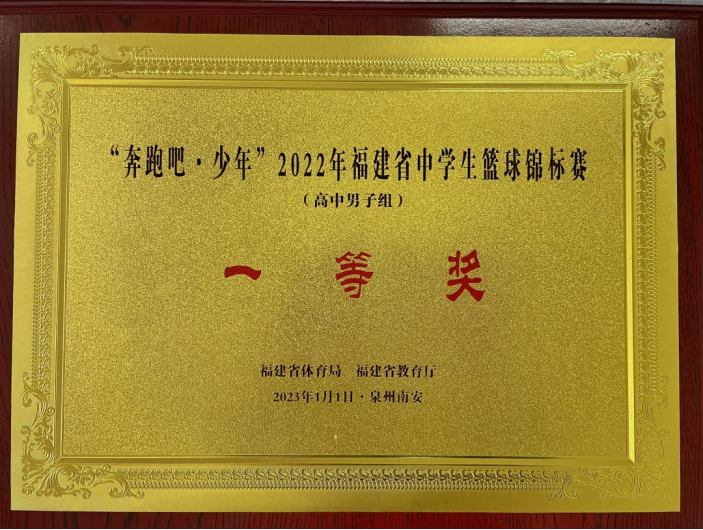 “奔跑吧·少年”2022年福建省中学生篮球锦标赛
（高中男子组）
一等奖
福建省体育局 福建省教育厅
2023年1月1日·泉州南安